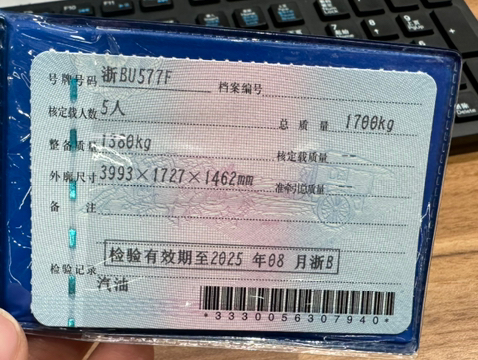 号牌号码 浙BU577F 档案编号
核定载人数 5人 总质量 1700kg
整备质量 1380kg 核定载质量 --
外廓尺寸 3993×1727×1462mm 准牵引总质量 --
备注
检验有效期至2025年08月浙B
检验记录
汽油
*3330056307940*